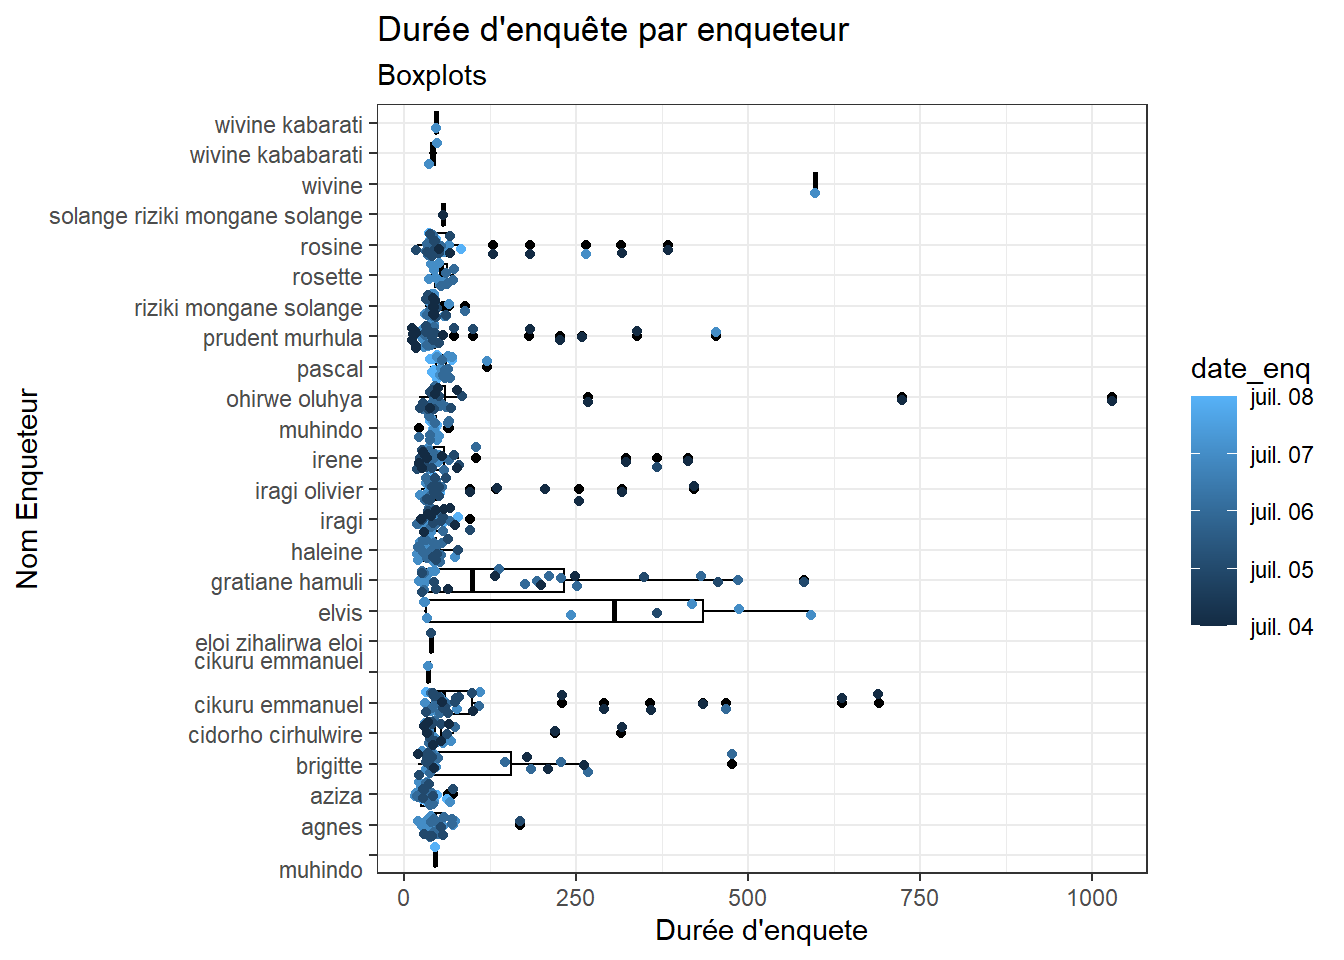 Durée d'enquête par enqueteur
Boxplots
Nom Enqueteur
wivine kabarati
wivine kababarati
wivine
solange riziki mongane solange
rosine
rosette
riziki mongane solange
prudent murhula
pascal
ohirwe oluhya
muhindo
irene
iragi olivier
iragi
haleine
gratiane hamuli
elvis
eloi zihalirwa eloi
cikuru emmanuel
cikuru emmanuel
cidorho cirhulwire
brigitte
aziza
agnes
muhindo
0 250 500 750 1000
Durée d'enquete
date_enq
juil. 08
juil. 07
juil. 06
juil. 05
juil. 04